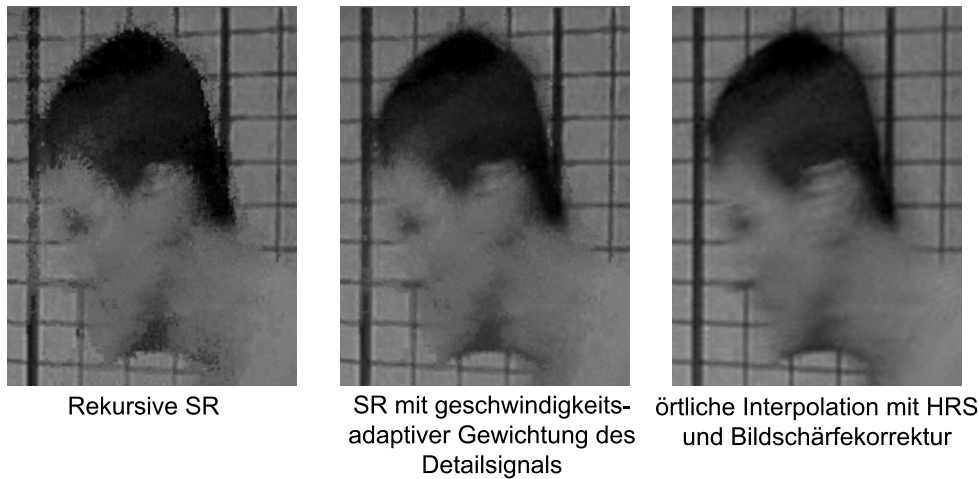 Rekursive SR
SR mit geschwindigkeits-
adaptiver Gewichtung des
Detailsignals
örtliche Interpolation mit HRS
und Bildschärfekorrektur